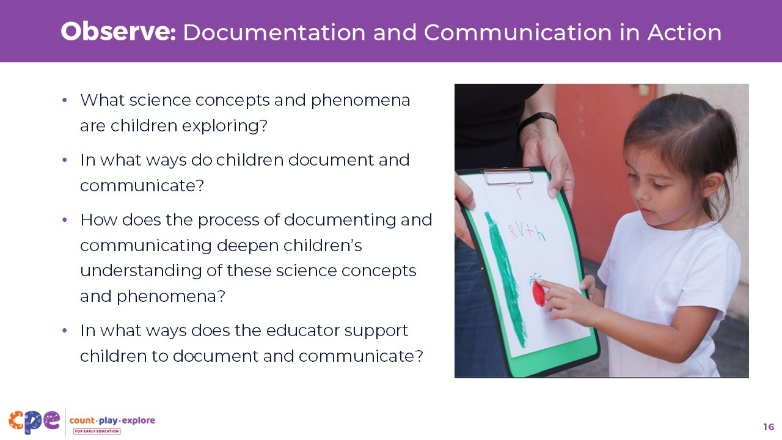 Observe: Documentation and Communication in Action
• What science concepts and phenomena
are children exploring?
• In what ways do children document and
communicate?
• How does the process of documenting and
communicating deepen children's
understanding of these science concepts
and phenomena?
• In what ways does the educator support
children to document and communicate?
r
RVth
cpe
count·play·explore
FOR EARLY EDUCATION
16